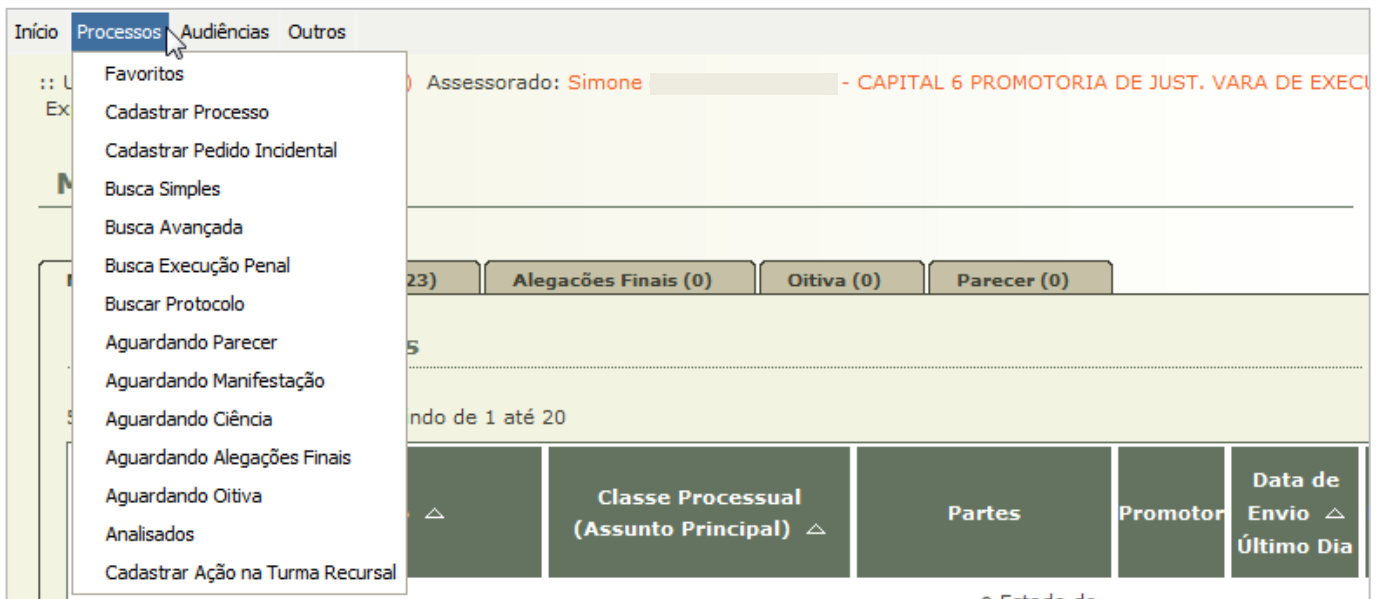 Início Processos Audiências Outros
Favoritos
Cadastrar Processo
Cadastrar Pedido Incidental
Busca Simples
Busca Avançada
Busca Execução Penal
Buscar Protocolo
Aguardando Parecer
Aguardando Manifestação
Aguardando Ciência
Aguardando Alegações Finais
Aguardando Oitiva
Analisados
Cadastrar Ação na Turma Recursal
:: U ) Assessorado: Simone - CAPITAL 6 PROMOTORIA DE JUST. VARA DE EXECU
Ex
23) Alegacões Finais (0) Oitiva (0) Parecer (0)
s
ndo de 1 até 20
Classe Processual
(Assunto Principal)
Partes
Promotor
Data de
Envio
Último Dia